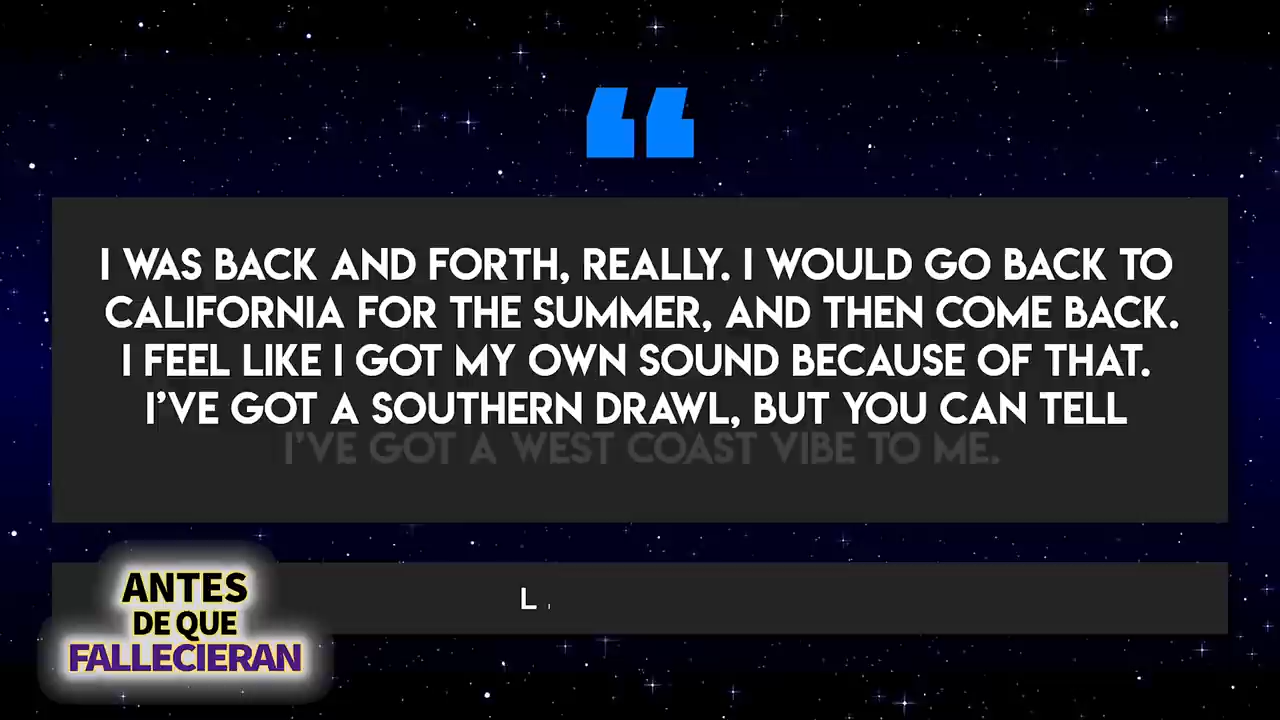 I WAS BACK AND FORTH, REALLY. I WOULD GO BACK TO
CALIFORNIA FOR THE SUMMER, AND THEN COME BACK.
I FEEL LIKE I GOT MY OWN SOUND BECAUSE OF THAT.
I'VE GOT A SOUTHERN DRAWL, BUT YOU CAN TELL
I'VE GOT A WEST COAST VIBE TO ME.
L
ANTES
DE QUE
FALLECIERAN